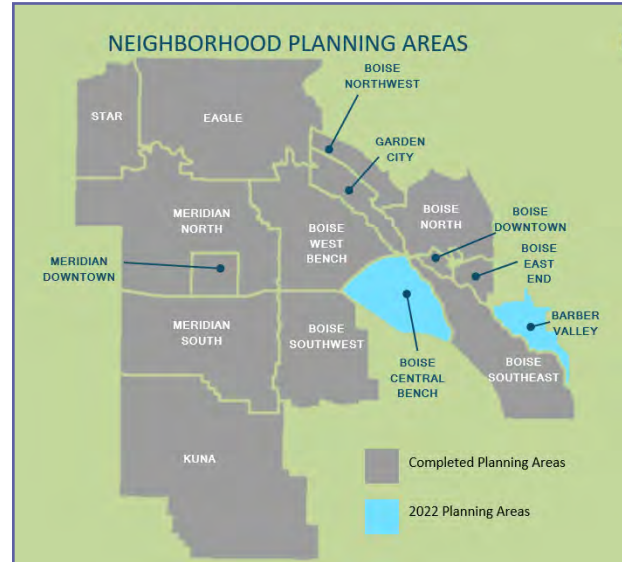 NEIGHBORHOOD PLANNING AREAS
BOISE
NORTHWEST
STAR
EAGLE
GARDEN
CITY
MERIDIAN
NORTH
BOISE
NORTH
BOISE
DOWNTOWN
BOISE
WEST
BENCH
MERIDIAN
DOWNTOWN
BOISE
EAST
END
BARBER
VALLEY
MERIDIAN
SOUTH
BOISE
SOUTHWEST
BOISE
CENTRAL
BENCH
BOISE
SOUTHEAST
KUNA
Completed Planning Areas
2022 Planning Areas